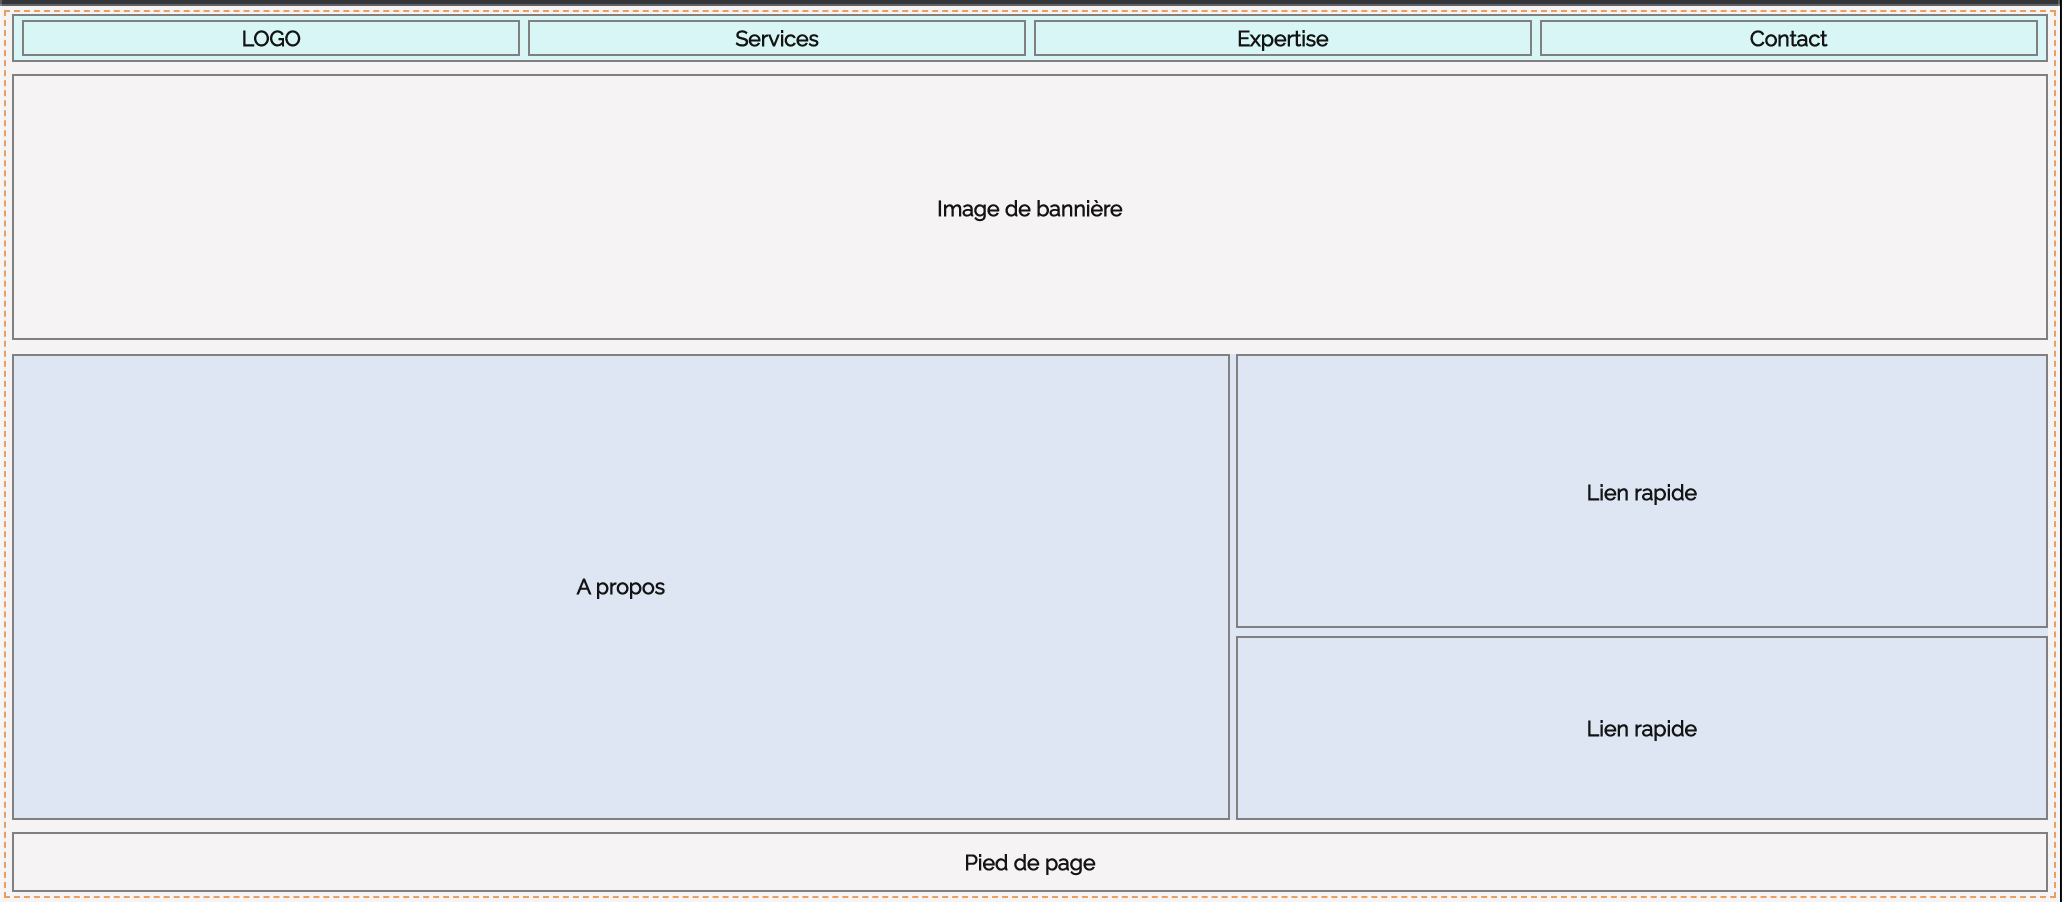 LOGO
Services
Expertise
Contact
Image de bannière
A propos
Lien rapide
Lien rapide
Pied de page